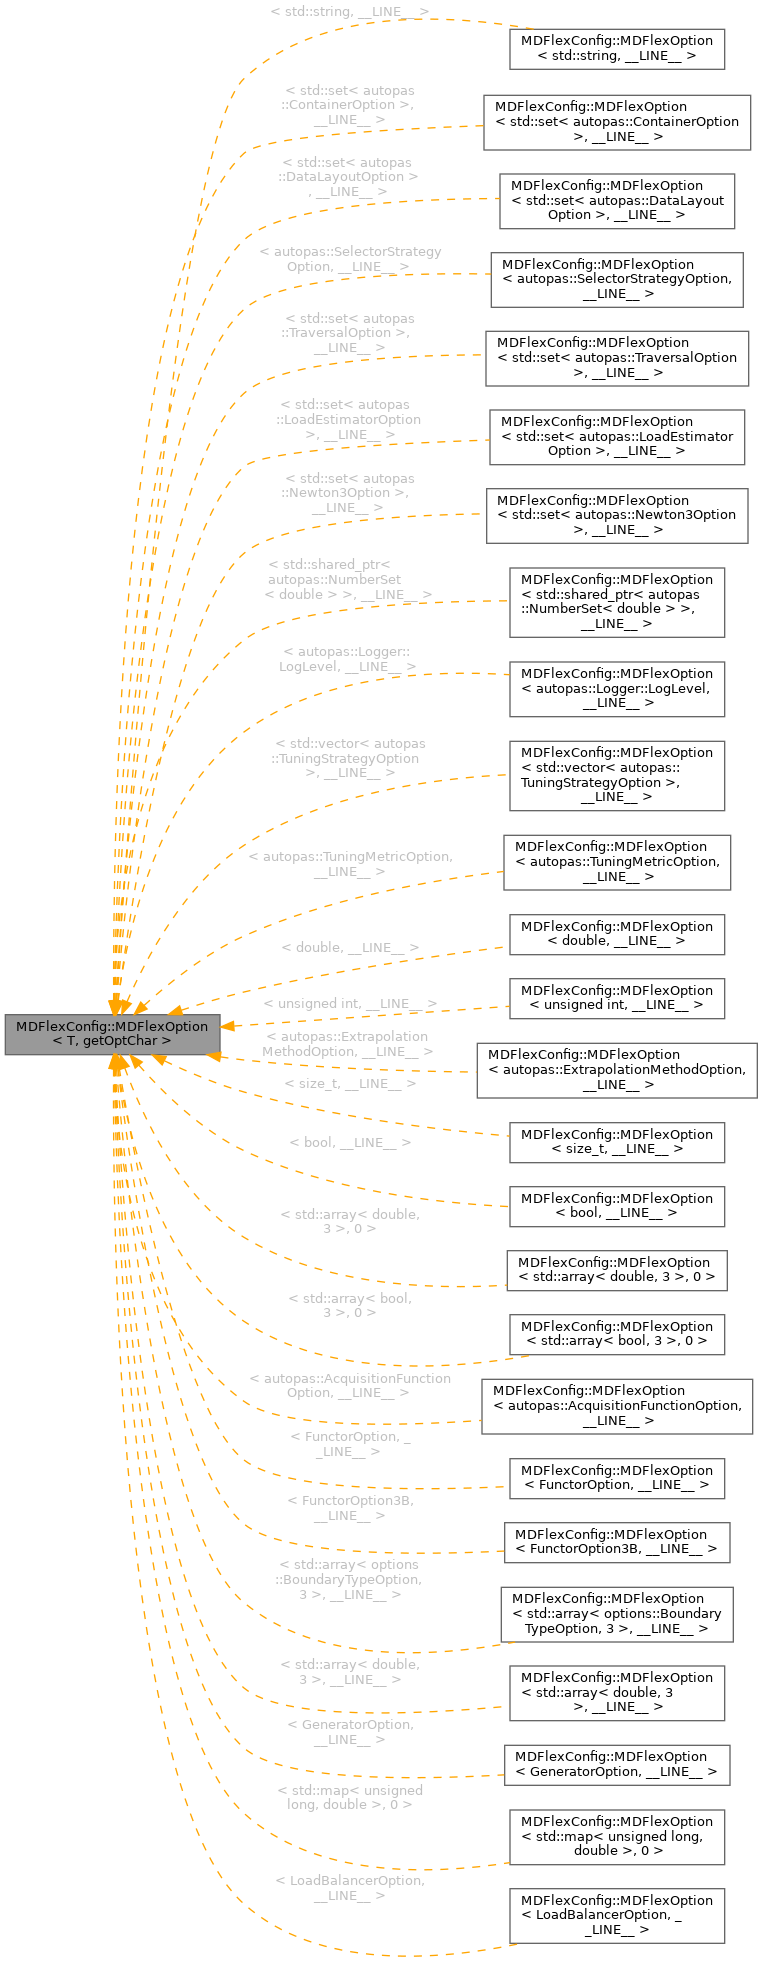 < std::string, __LINE__ >
MDFlexConfig::MDFlexOption
< std::string, __LINE__ >
< std::set< autopas
::ContainerOption >,
__LINE__ >
MDFlexConfig::MDFlexOption
< std::set< autopas::ContainerOption
>, __LINE__ >
< std::set< autopas
::DataLayoutOption >
, __LINE__ >
MDFlexConfig::MDFlexOption
< std::set< autopas::DataLayout
Option >, __LINE__ >
< autopas::SelectorStrategy
Option, __LINE__ >
MDFlexConfig::MDFlexOption
< autopas::SelectorStrategyOption,
__LINE__ >
< std::set< autopas
::TraversalOption >,
__LINE__ >
MDFlexConfig::MDFlexOption
< std::set< autopas::TraversalOption
>, __LINE__ >
< std::set< autopas
::LoadEstimatorOption
>, __LINE__ >
MDFlexConfig::MDFlexOption
< std::set< autopas::LoadEstimator
Option >, __LINE__ >
< std::set< autopas
::Newton3Option >,
__LINE__ >
MDFlexConfig::MDFlexOption
< std::set< autopas::Newton3Option
>, __LINE__ >
< std::shared_ptr<
autopas::NumberSet
< double > >, __LINE__ >
MDFlexConfig::MDFlexOption
< std::shared_ptr< autopas
::NumberSet< double > >,
__LINE__ >
< autopas::Logger::
LogLevel, __LINE__ >
MDFlexConfig::MDFlexOption
< autopas::Logger::LogLevel,
__LINE__ >
< std::vector< autopas
::TuningStrategyOption
>, __LINE__ >
MDFlexConfig::MDFlexOption
< std::vector< autopas::
TuningStrategyOption >,
__LINE__ >
< autopas::TuningMetricOption,
__LINE__ >
MDFlexConfig::MDFlexOption
< autopas::TuningMetricOption,
__LINE__ >
< double, __LINE__ >
MDFlexConfig::MDFlexOption
< double, __LINE__ >
< unsigned int, __LINE__ >
MDFlexConfig::MDFlexOption
< unsigned int, __LINE__ >
MDFlexConfig::MDFlexOption
< T, getOptChar >
< autopas::Extrapolation
MethodOption, __LINE__ >
MDFlexConfig::MDFlexOption
< autopas::ExtrapolationMethodOption,
__LINE__ >
< size_t, __LINE__ >
MDFlexConfig::MDFlexOption
< size_t, __LINE__ >
< bool, __LINE__ >
MDFlexConfig::MDFlexOption
< bool, __LINE__ >
< std::array< double,
3 >, 0 >
MDFlexConfig::MDFlexOption
< std::array< double, 3 >, 0 >
< std::array< bool,
3 >, 0 >
MDFlexConfig::MDFlexOption
< std::array< bool, 3 >, 0 >
< autopas::AcquisitionFunction
Option, __LINE__ >
MDFlexConfig::MDFlexOption
< autopas::AcquisitionFunctionOption,
__LINE__ >
< FunctorOption, _
_LINE__ >
MDFlexConfig::MDFlexOption
< FunctorOption, __LINE__ >
< FunctorOption3B,
__LINE__ >
MDFlexConfig::MDFlexOption
< FunctorOption3B, __LINE__ >
< std::array< options
::BoundaryTypeOption,
3 >, __LINE__ >
MDFlexConfig::MDFlexOption
< std::array< options::Boundary
TypeOption, 3 >, __LINE__ >
< std::array< double,
3 >, __LINE__ >
MDFlexConfig::MDFlexOption
< std::array< double, 3
>, __LINE__ >
< GeneratorOption,
__LINE__ >
MDFlexConfig::MDFlexOption
< GeneratorOption, __LINE__ >
< std::map< unsigned
long, double >, 0 >
MDFlexConfig::MDFlexOption
< std::map< unsigned long,
double >, 0 >
< LoadBalancerOption,
__LINE__ >
MDFlexConfig::MDFlexOption
< LoadBalancerOption, _
_LINE__ >